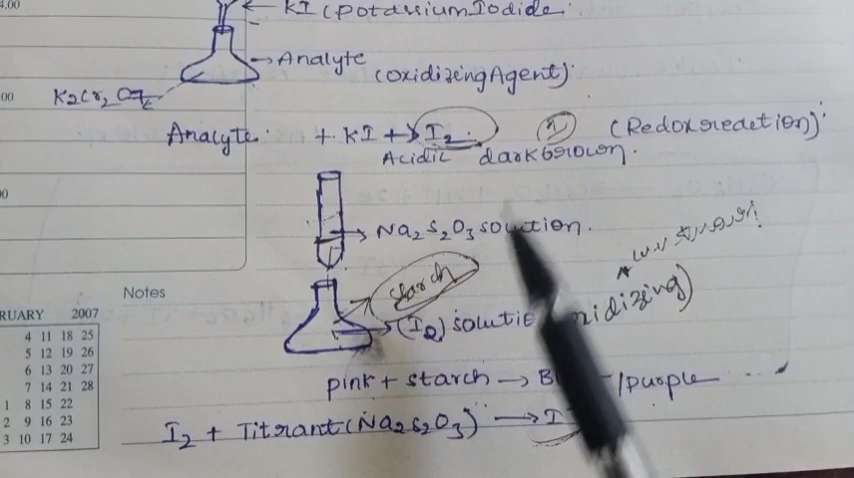 4.00
KI (Potassium Iodide.
Analyte
(oxidizing Agent).
K2Cr2O7
00
Analyte. + KI + → I2. 1 (Redox reaction).
Acidic dark brown.
Na2S2O3 solution.
starch
(I2) soluti
Notes
RUARY 2007
4 11 18 25
5 12 19 26
6 13 20 27
7 14 21 28
1 8 15 22
2 9 16 23
3 10 17 24
pink + starch → B /purple
I2 + Titrant (Na2S2O3) → I